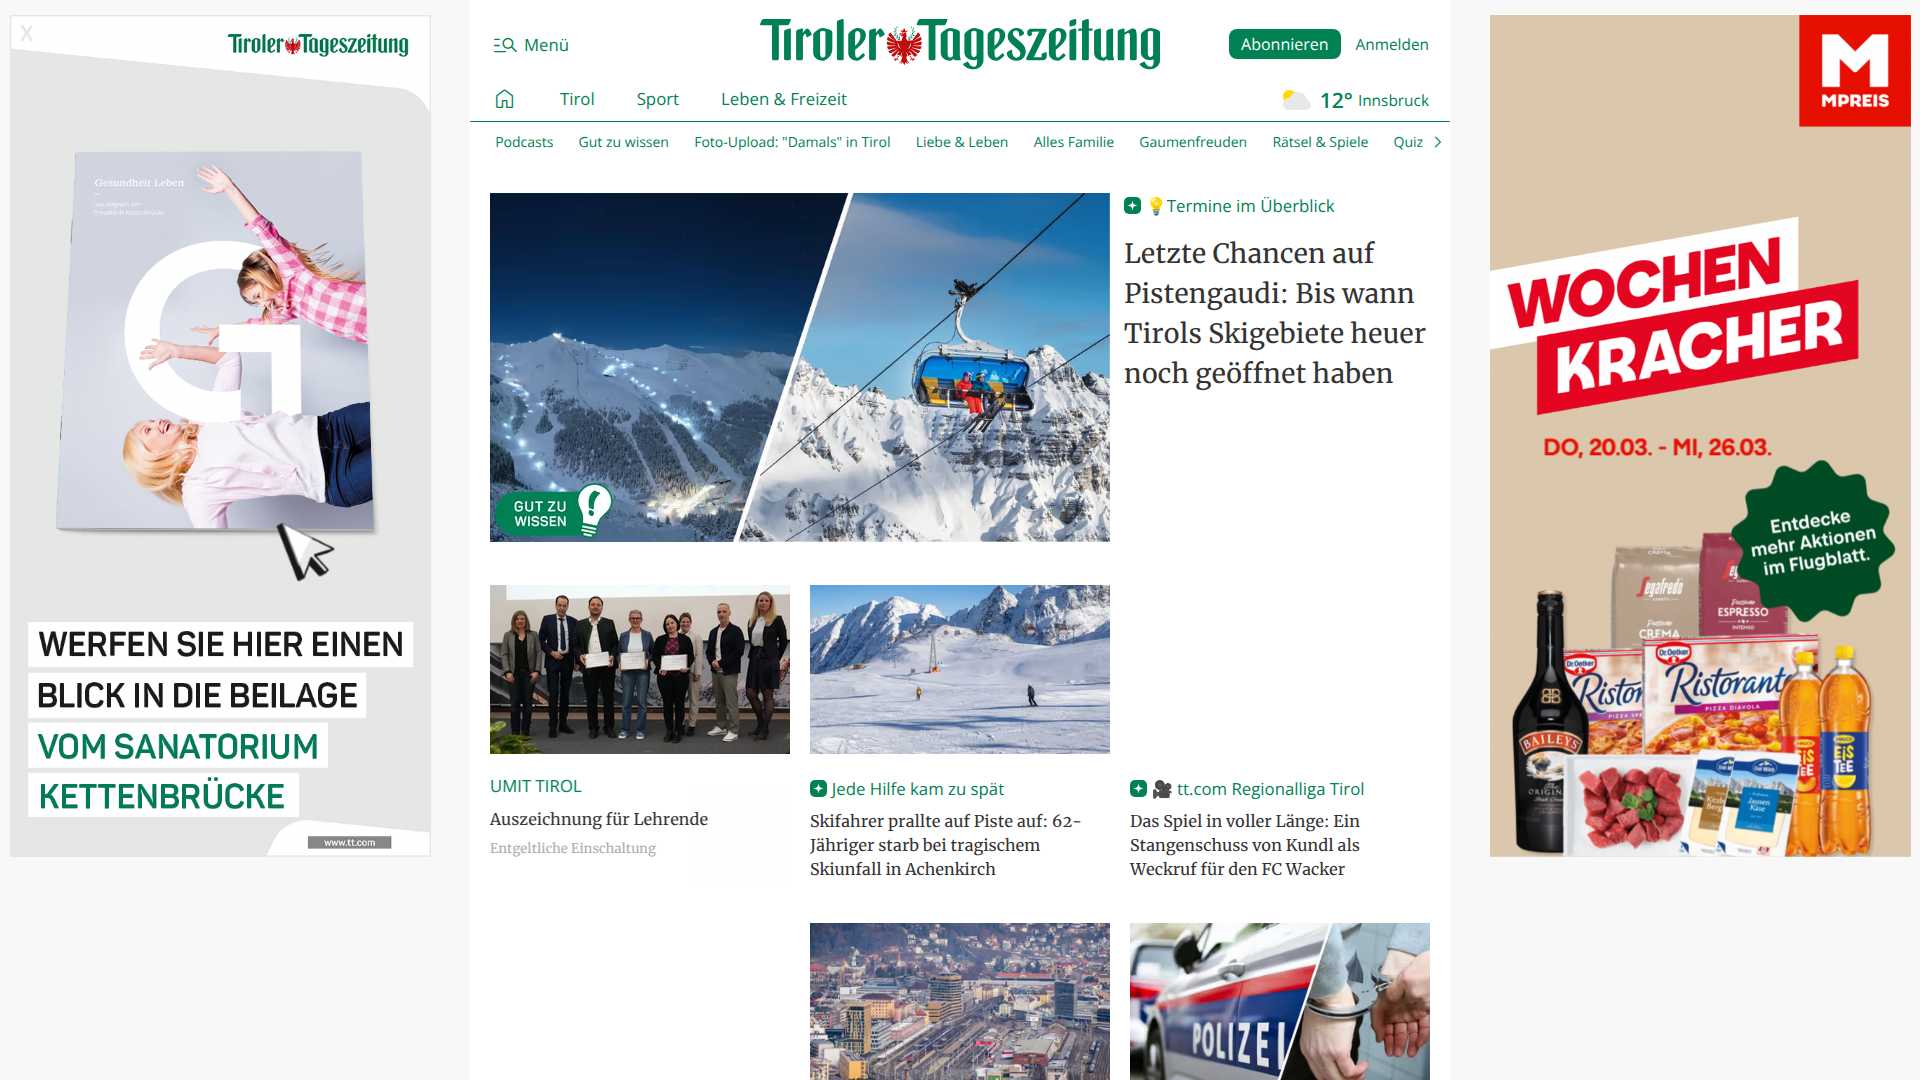 X
Tiroler Tageszeitung
Gesundheit Leben
WERFEN SIE HIER EINEN
BLICK IN DIE BEILAGE
VOM SANATORIUM
KETTENBRÜCKE
www.tt.com
Menü
Tiroler Tageszeitung
Abonnieren
Anmelden
Tirol
Sport
Leben & Freizeit
12° Innsbruck
Podcasts
Gut zu wissen
Foto-Upload: "Damals" in Tirol
Liebe & Leben
Alles Familie
Gaumenfreuden
Rätsel & Spiele
Quiz
GUT ZU
WISSEN
💡Termine im Überblick
Letzte Chancen auf
Pistengaudi: Bis wann
Tirols Skigebiete heuer
noch geöffnet haben
UMIT TIROL
Auszeichnung für Lehrende
Entgeltliche Einschaltung
Jede Hilfe kam zu spät
Skifahrer prallte auf Piste auf: 62-
Jähriger starb bei tragischem
Skiunfall in Achenkirch
🎥 tt.com Regionalliga Tirol
Das Spiel in voller Länge: Ein
Stangenschuss von Kundl als
Weckruf für den FC Wacker
POLIZEI
M
MPREIS
WOCHEN
KRACHER
DO, 20.03. - MI, 26.03.
Entdecke
mehr Aktionen
im Flugblatt.
Segafredo
CREMA
ESPRESSO
Dr. Oetker
Ristorante
PIZZA DIAVOLA
BAILEYS
EIS
TEE